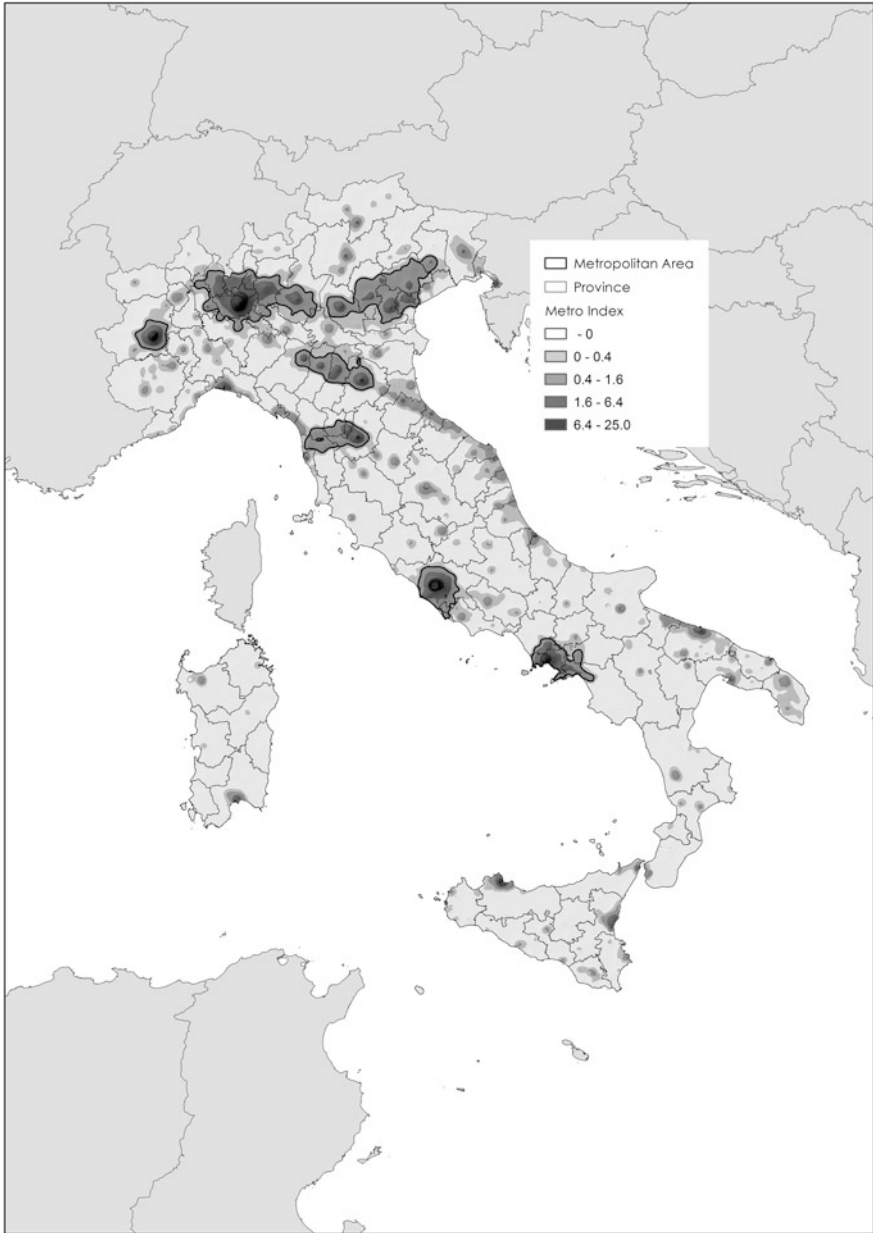 Metropolitan Area
Province
Metro Index
- 0
0 - 0.4
0.4 - 1.6
1.6 - 6.4
6.4 - 25.0